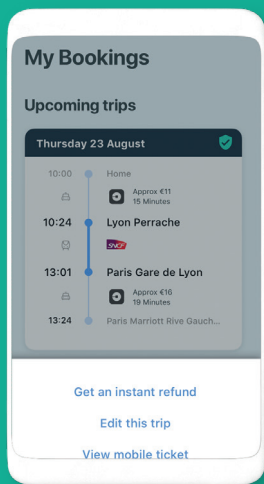 My Bookings
Upcoming trips
Thursday 23 August
10:00 Home
Approx €11
15 Minutes
10:24 Lyon Perrache
SNCF
13:01 Paris Gare de Lyon
Approx €16
19 Minutes
13:24 Paris Marriott Rive Gauch...
Get an instant refund
Edit this trip
View mobile ticket